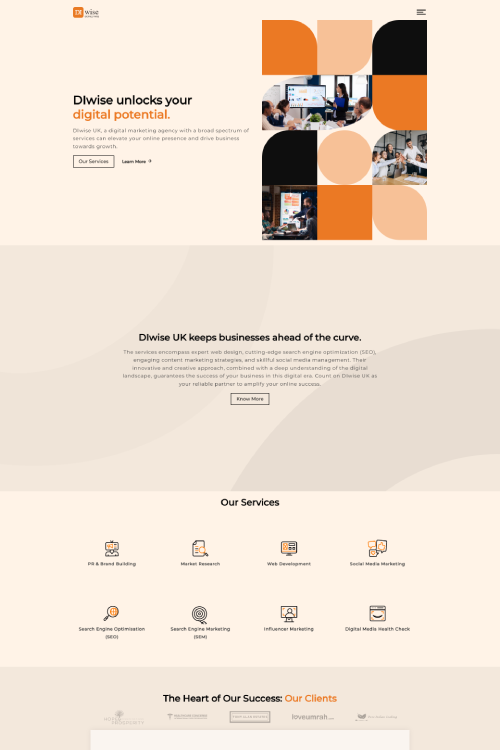 DI wise
DIwise unlocks your
digital potential.
DIwise UK, a digital marketing agency with a broad spectrum of
services can elevate your online presence and drive business
towards growth.
Our Services
Learn More
DIwise UK keeps businesses ahead of the curve.
The services encompass expert web design, cutting-edge search engine optimization (SEO),
engaging content marketing strategies, and skillful social media management. Their
innovative and creative approach, combined with a deep understanding of the digital
landscape, guarantees the success of your business in this digital era. Count on DIwise UK as
your reliable partner to amplify your online success.
Know More
Our Services
PR & Brand Building
Market Research
Web Development
Social Media Marketing
Search Engine Optimisation
(SEO)
Search Engine Marketing
(SEM)
Influencer Marketing
Digital Media Health Check
The Heart of Our Success: Our Clients
loveumrah